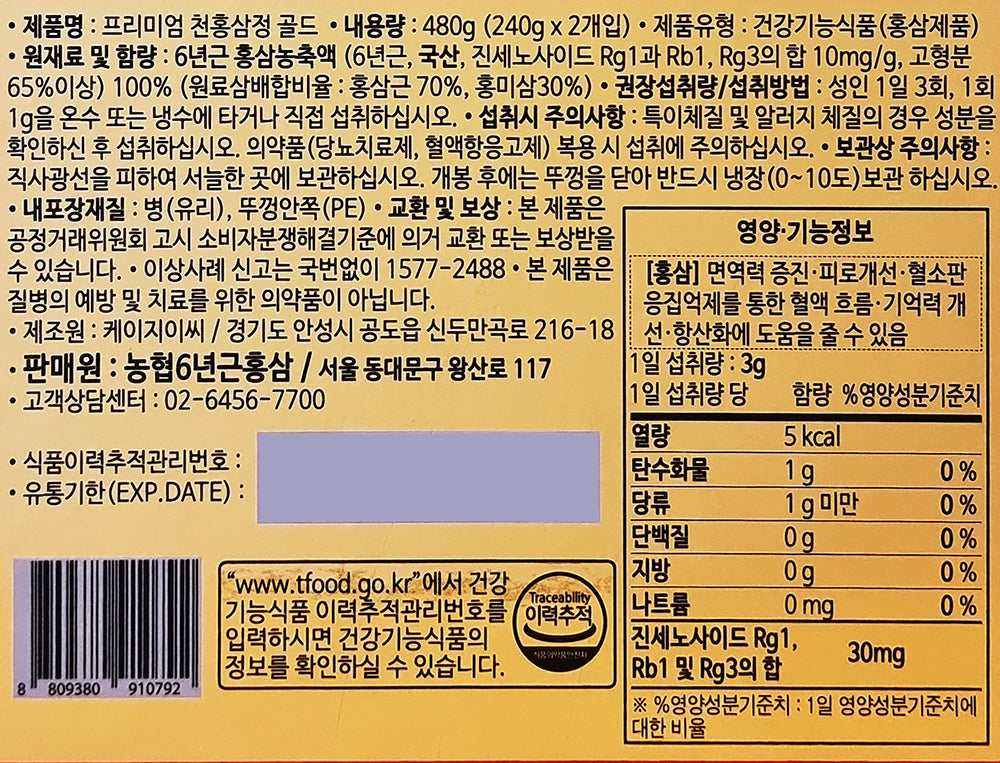 • 제품명 : 프리미엄 천홍삼정 골드 • 내용량 : 480g (240g x 2개입) • 제품유형 : 건강기능식품(홍삼제품)
• 원재료 및 함량 : 6년근 홍삼농축액 (6년근, 국산, 진세노사이드 Rg1과 Rb1, Rg3의 합 10mg/g, 고형분
65%이상) 100% (원료삼배합비율 : 홍삼근 70%, 홍미삼30%) • 권장섭취량/섭취방법 : 성인 1일 3회, 1회
1g을 온수 또는 냉수에 타거나 직접 섭취하십시오. • 섭취시 주의사항 : 특이체질 및 알러지 체질의 경우 성분을
확인하신 후 섭취하십시오. 의약품(당뇨치료제, 혈액항응고제) 복용 시 섭취에 주의하십시오. • 보관상 주의사항 :
직사광선을 피하여 서늘한 곳에 보관하십시오. 개봉 후에는 뚜껑을 닫아 반드시 냉장(0~10도)보관 하십시오.
• 내포장재질 : 병(유리), 뚜껑안쪽(PE) • 교환 및 보상 : 본 제품은
공정거래위원회 고시 소비자분쟁해결기준에 의거 교환 또는 보상받을
수 있습니다. • 이상사례 신고는 국번없이 1577-2488 • 본 제품은
질병의 예방 및 치료를 위한 의약품이 아닙니다.
• 제조원 : 케이지이씨 / 경기도 안성시 공도읍 신두만곡로 216-18
• 판매원 : 농협6년근홍삼 / 서울 동대문구 왕산로 117
• 고객상담센터 : 02-6456-7700
• 식품이력추적관리번호 :
• 유통기한(EXP.DATE) :
8 809380 910792
"www.tfood.go.kr"에서 건강
기능식품 이력추적관리번호를
입력하시면 건강기능식품의
정보를 확인하실 수 있습니다.
Traceability
이력추적
식품의약품안전처
영양·기능정보
[홍삼] 면역력 증진·피로개선·혈소판
응집억제를 통한 혈액 흐름·기억력 개
선·항산화에 도움을 줄 수 있음
1일 섭취량 : 3g
1일 섭취량 당 함량 %영양성분기준치
열량 5 kcal
탄수화물 1 g 0 %
당류 1 g 미만 0 %
단백질 0 g 0 %
지방 0 g 0 %
나트륨 0 mg 0 %
진세노사이드 Rg1,
Rb1 및 Rg3의 합 30mg
※ %영양성분기준치 : 1일 영양성분기준치에
대한 비율